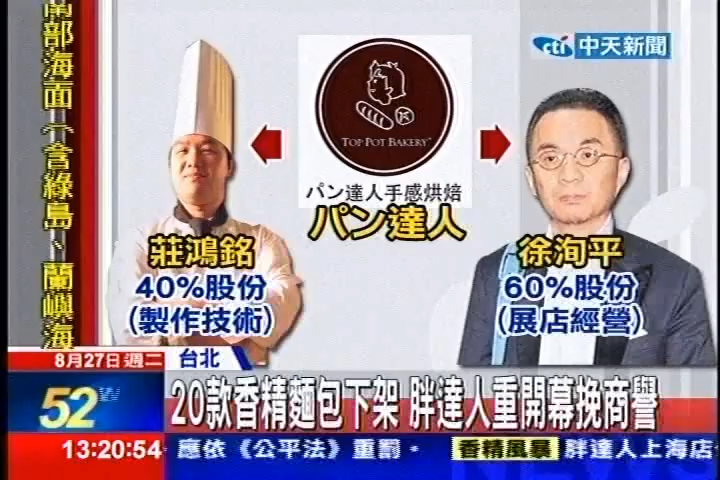 南部海面（含綠島、蘭嶼海
cti 中天新聞
TOP POT BAKERY
パン達人手感烘焙
パン達人
莊鴻銘
40%股份
(製作技術)
徐洵平
60%股份
(展店經營)
8月27日週二
台北
52
20款香精麵包下架 胖達人重開幕挽商譽
13:20:54
應依《公平法》重罰。
香精風暴
胖達人上海店
NEWS